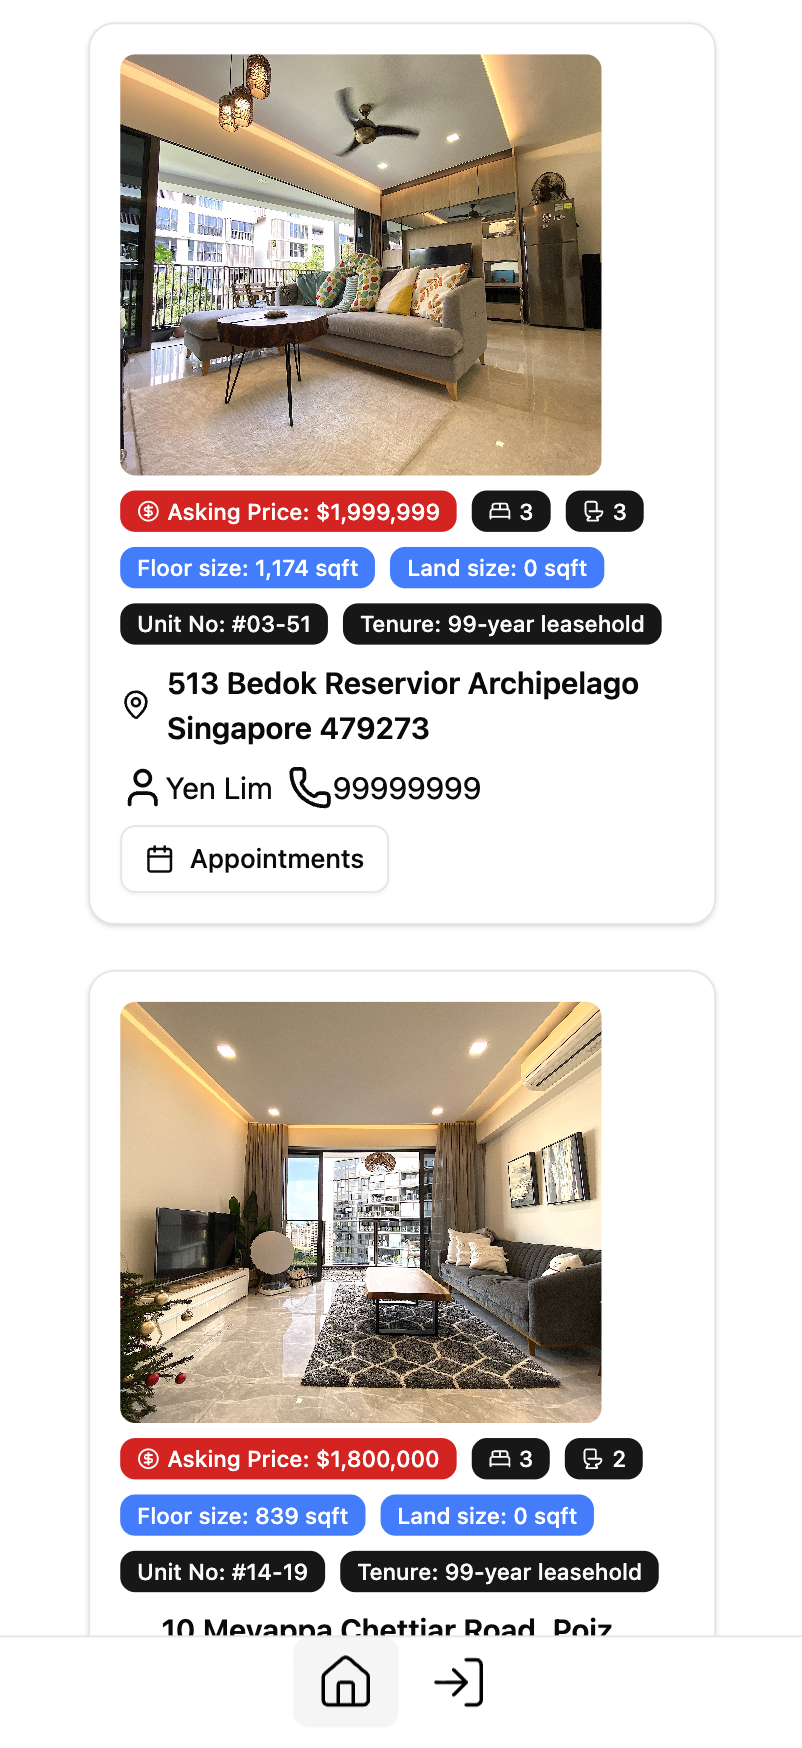 Asking Price: $1,999,999 3 3
Floor size: 1,174 sqft Land size: 0 sqft
Unit No: #03-51 Tenure: 99-year leasehold
513 Bedok Reservior Archipelago
Singapore 479273
Yen Lim 99999999
Appointments
Asking Price: $1,800,000 3 2
Floor size: 839 sqft Land size: 0 sqft
Unit No: #14-19 Tenure: 99-year leasehold
10 Meyappa Chettiar Road, Poiz